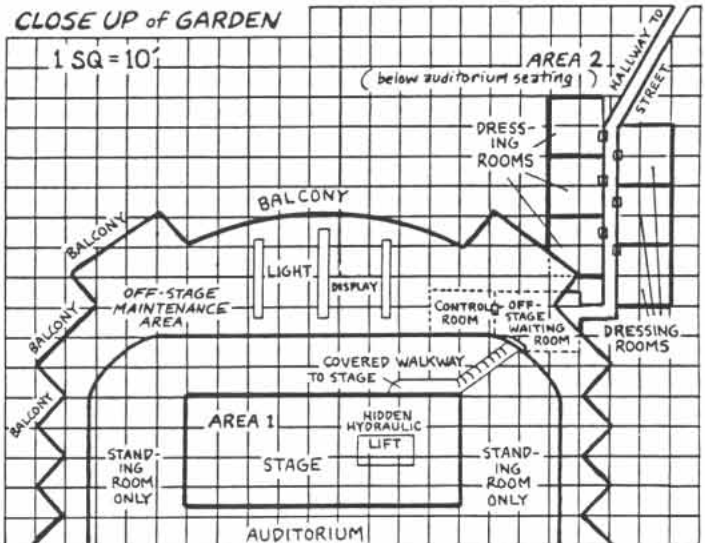 CLOSE UP of GARDEN
1 SQ = 10'
AREA 2
( below auditorium seating )
HALLWAY TO
STREET
DRESS-
ING
ROOMS
BALCONY
BALCONY
LIGHT
DISPLAY
OFF-STAGE
MAINTENANCE
AREA
CONTROL
ROOM
OFF-
STAGE
WAITING
ROOM
DRESSING
ROOMS
BALCONY
COVERED WALKWAY
TO STAGE
BALCONY
AREA 1
HIDDEN
HYDRAULIC
LIFT
STAGE
STAND-
ING
ROOM
ONLY
STAND-
ING
ROOM
ONLY
AUDITORIUM